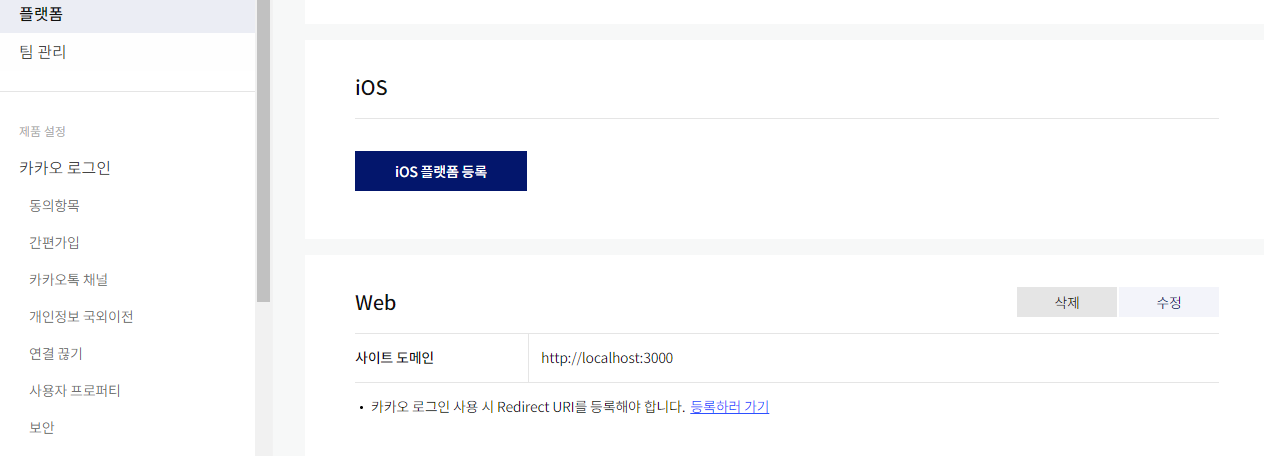 플랫폼
팀 관리
제품 설정
카카오 로그인
동의항목
간편가입
카카오톡 채널
개인정보 국외이전
연결 끊기
사용자 프로퍼티
보안
iOS
iOS 플랫폼 등록
Web
삭제
수정
사이트 도메인 http://localhost:3000
• 카카오 로그인 사용 시 Redirect URI를 등록해야 합니다. 등록하러 가기